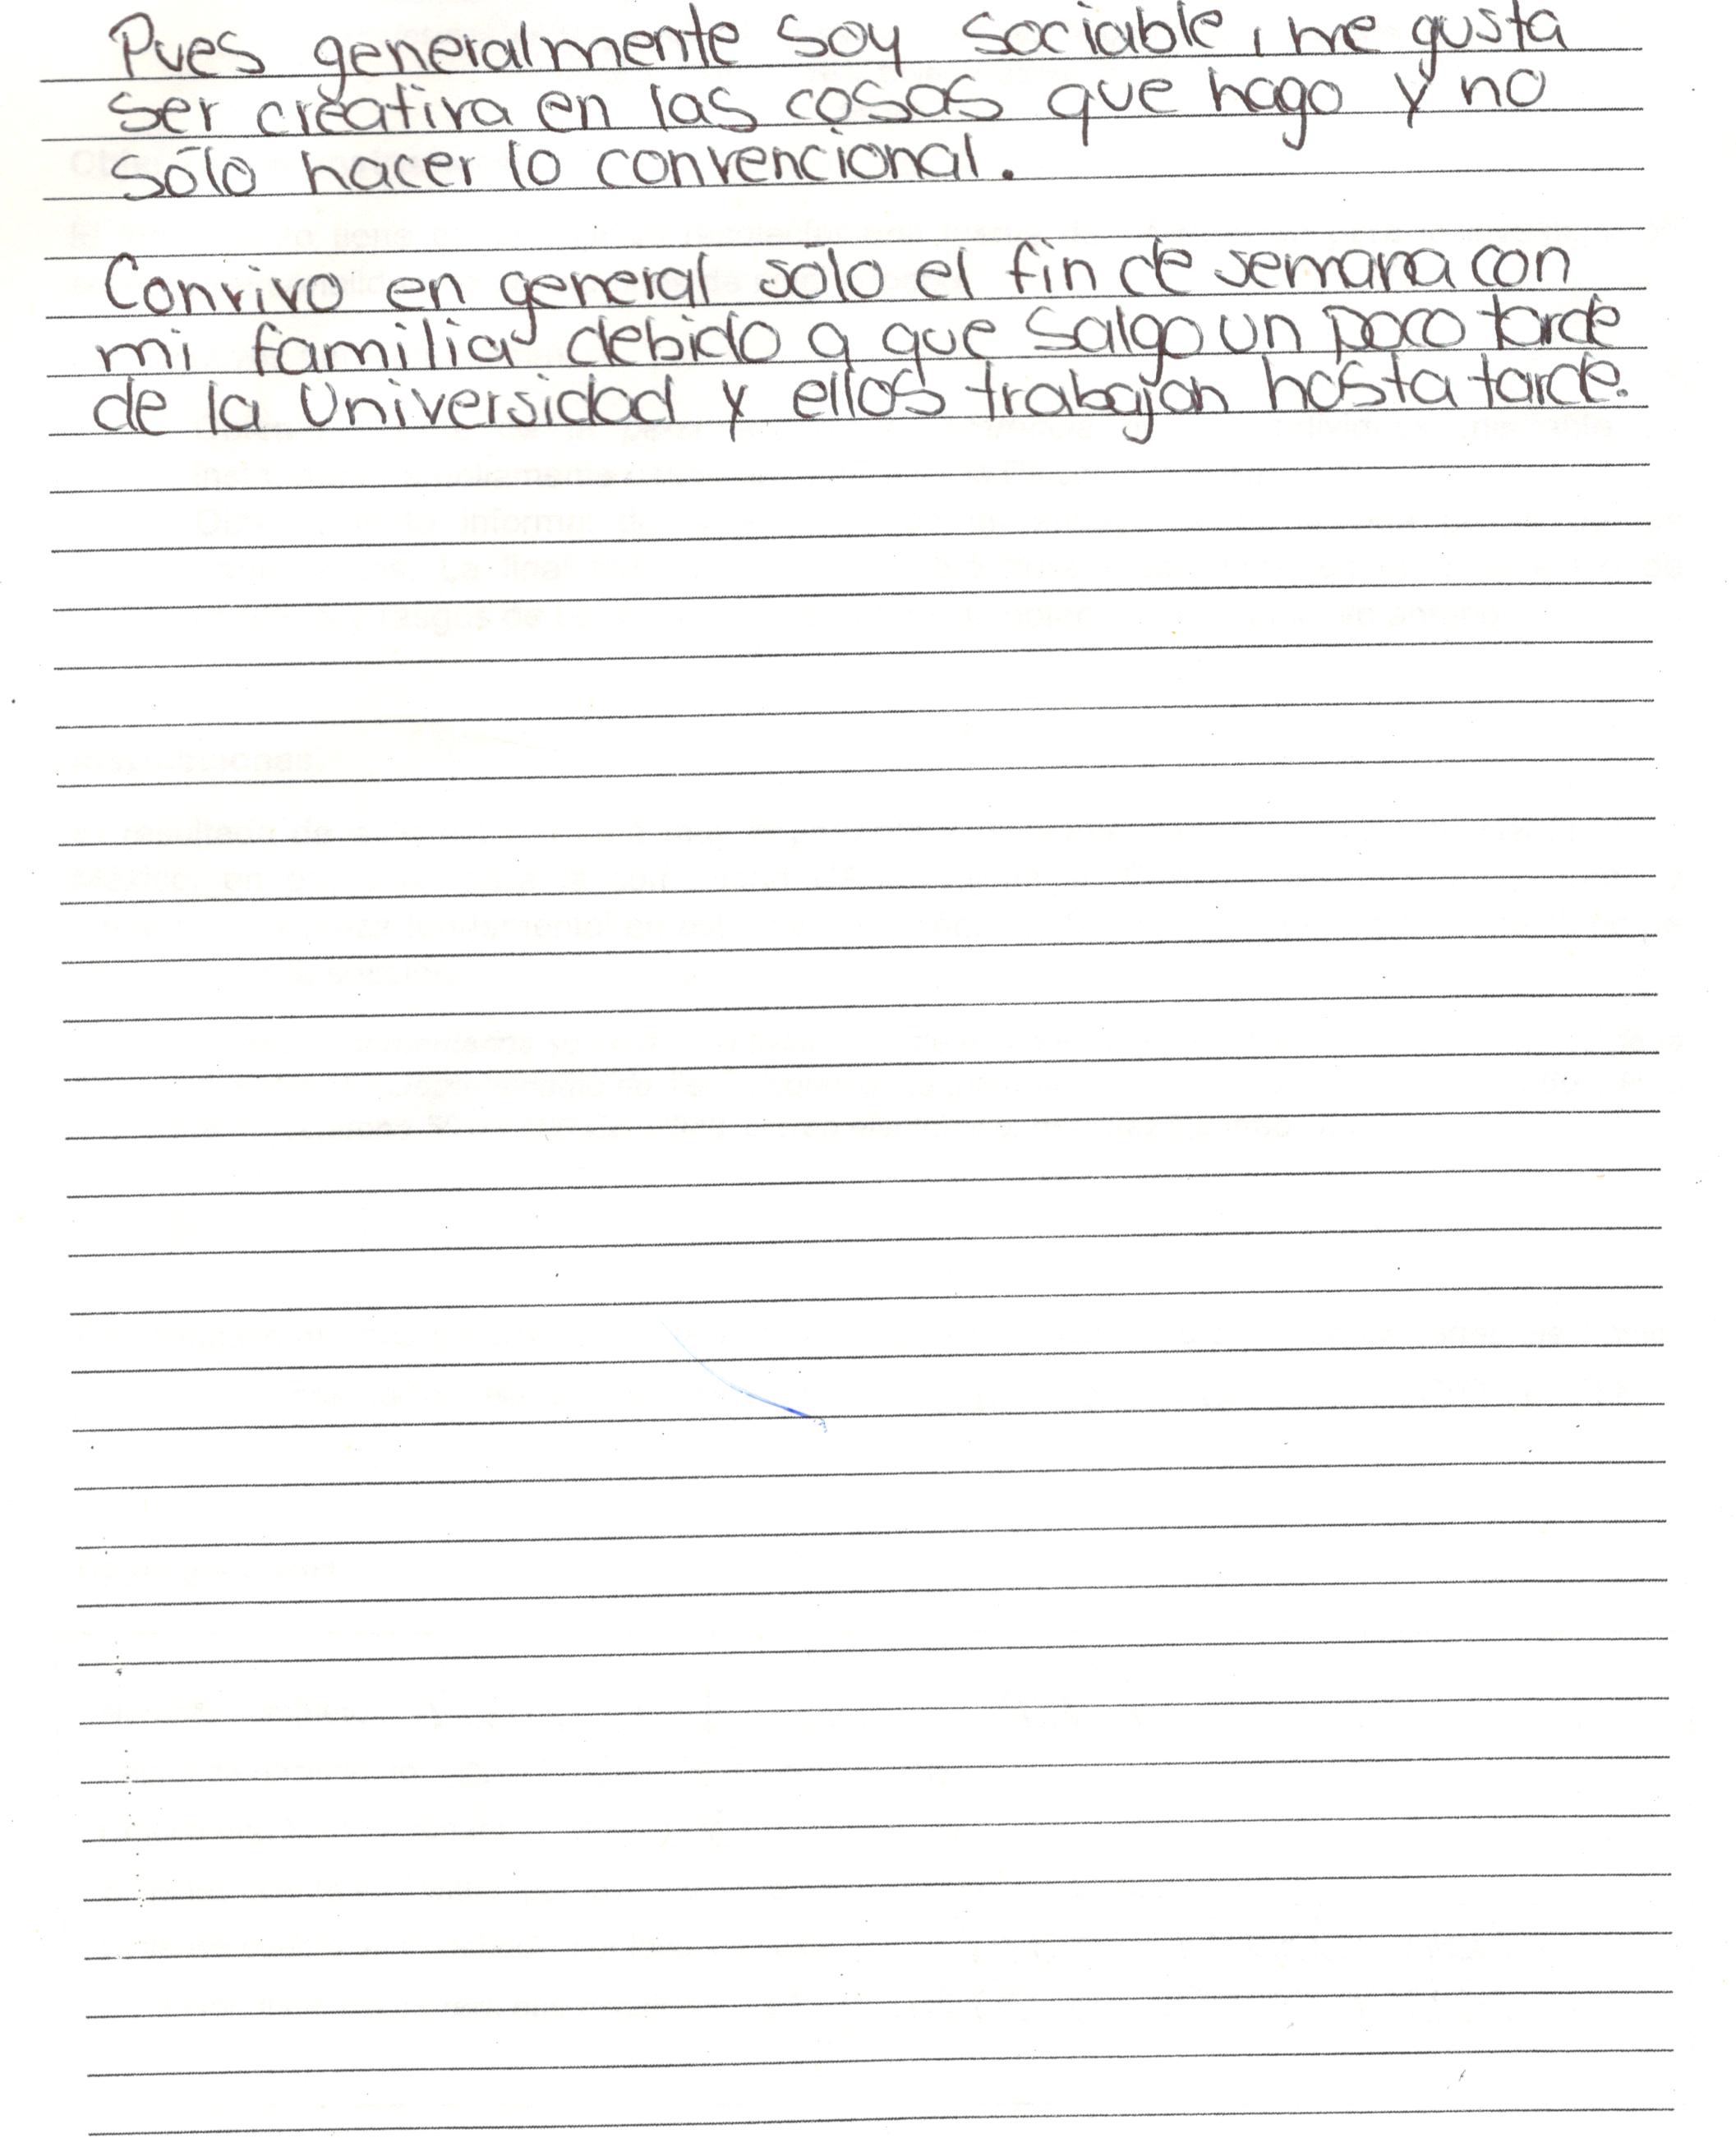 Pues generalmente soy sociable, me gusta
ser creativa en las cosas que hago y no
sólo hacer lo convencional.
Convivo en general sólo el fin de semana con
mi familia debido a que salgo un poco tarde
de la Universidad y ellos trabajan hasta tarde.